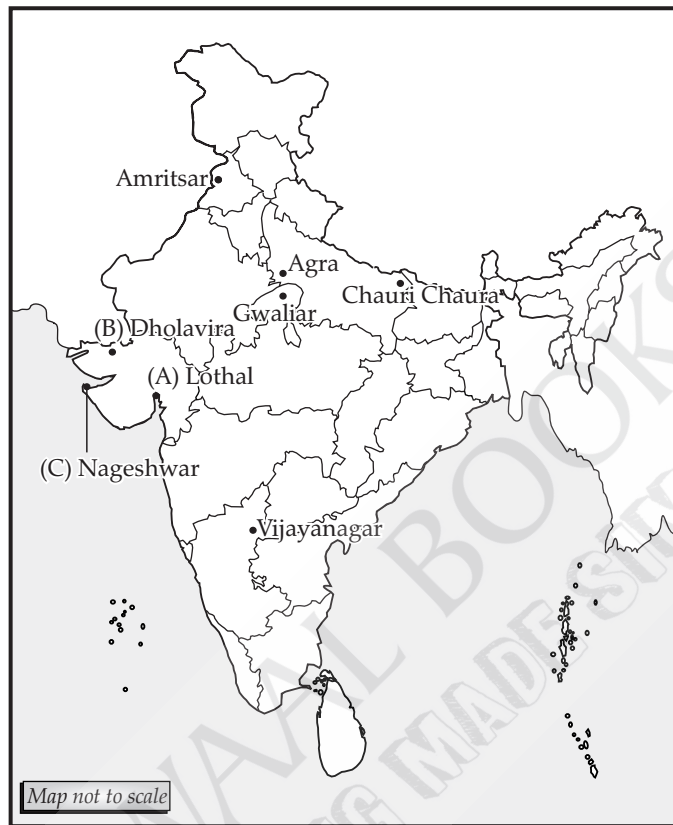 Amritsar
Agra
Chauri Chaura
Gwaliar
(B) Dholavira
(A) Lothal
(C) Nageshwar
Vijayanagar
Map not to scale